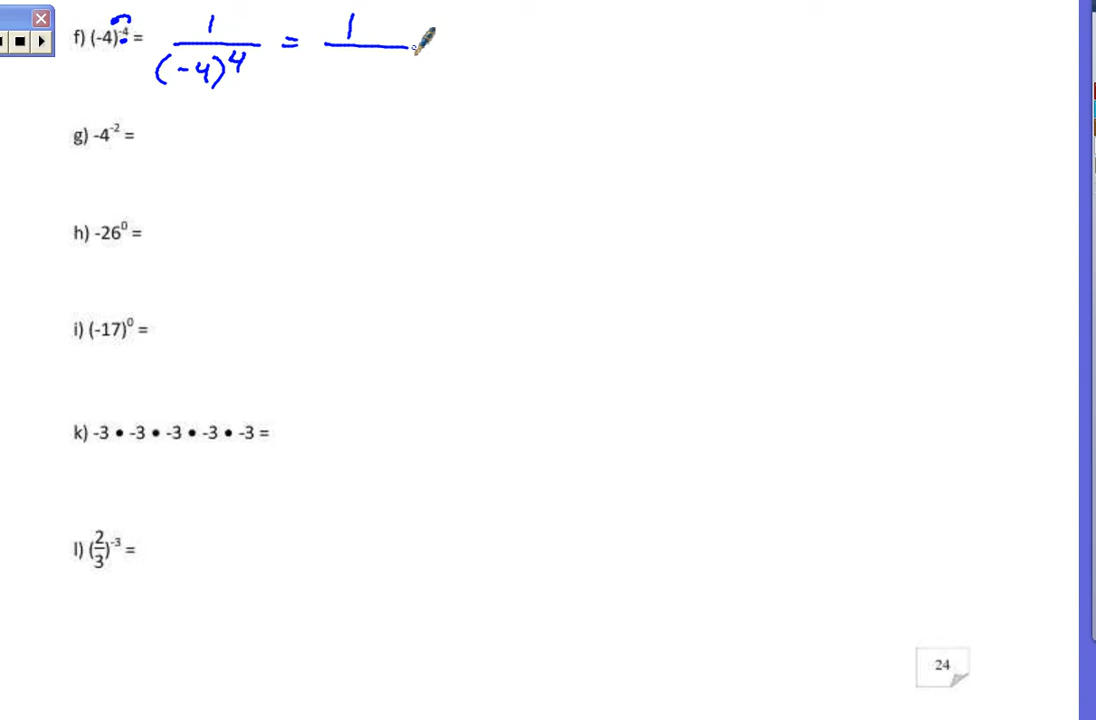 f) (-4)⁻⁴ = 1/(-4)⁴ = 1/
g) -4⁻² =
h) -26⁰ =
i) (-17)⁰ =
k) -3 • -3 • -3 • -3 • -3 =
l) (2/3)⁻³ =
24